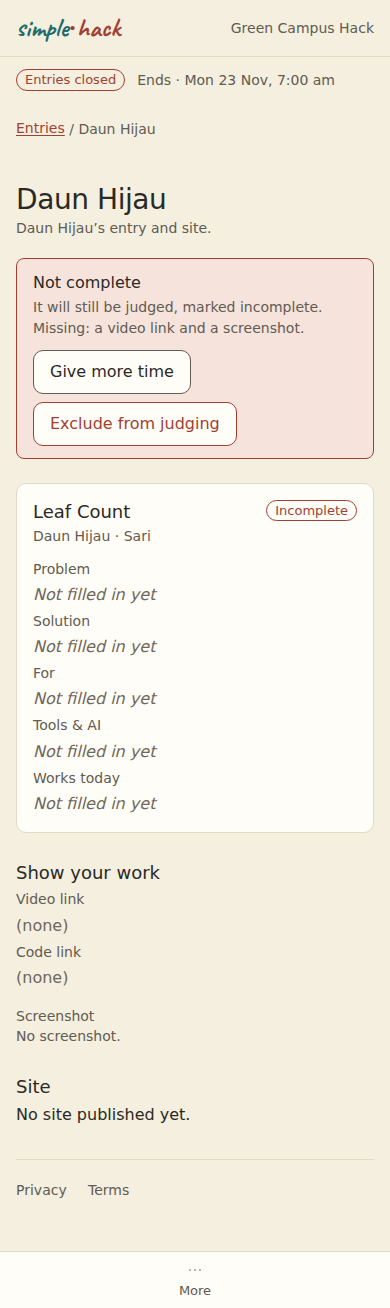 simple·hack
Green Campus Hack
Entries closed
Ends · Mon 23 Nov, 7:00 am
Entries / Daun Hijau
Daun Hijau
Daun Hijau’s entry and site.
Not complete
It will still be judged, marked incomplete.
Missing: a video link and a screenshot.
Give more time
Exclude from judging
Leaf Count
Incomplete
Daun Hijau · Sari
Problem
Not filled in yet
Solution
Not filled in yet
For
Not filled in yet
Tools & AI
Not filled in yet
Works today
Not filled in yet
Show your work
Video link
(none)
Code link
(none)
Screenshot
No screenshot.
Site
No site published yet.
Privacy
Terms
…
More